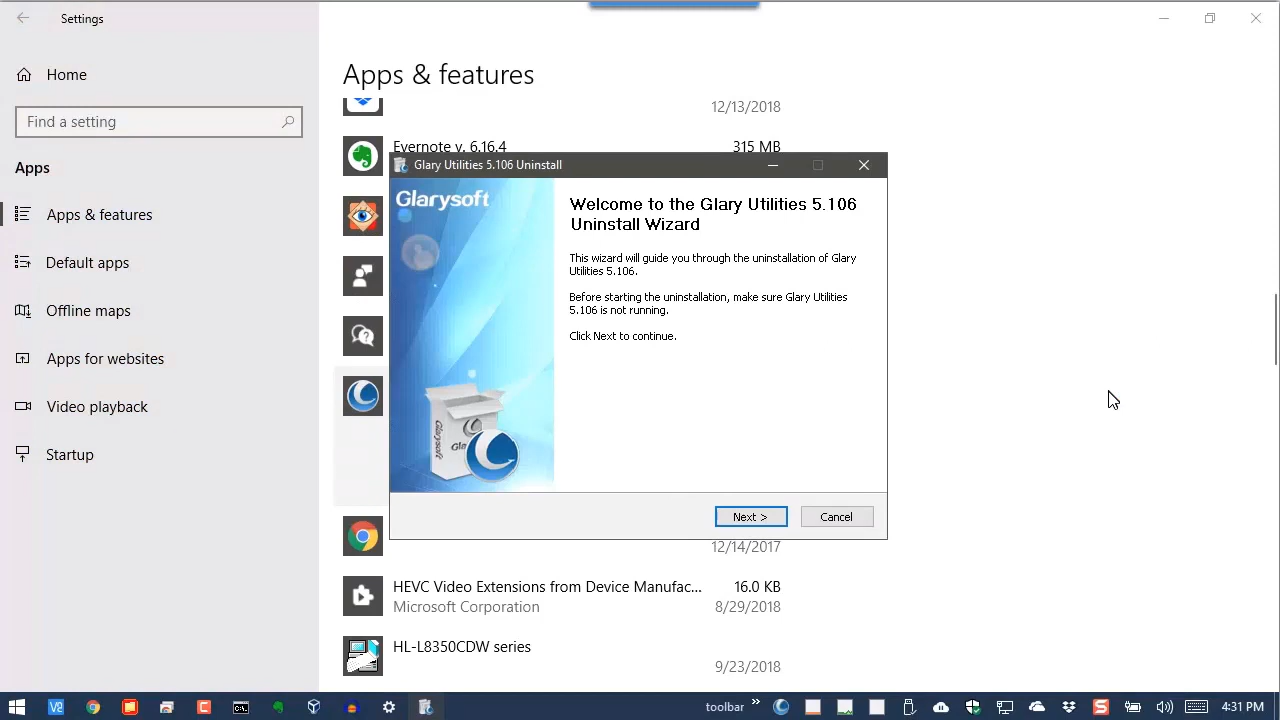 Settings
Home
Find a setting
Apps
Apps & features
Default apps
Offline maps
Apps for websites
Video playback
Startup
Apps & features
12/13/2018
Evernote v. 6.16.4 315 MB
Glary Utilities 5.106 Uninstall
Glarysoft
Welcome to the Glary Utilities 5.106
Uninstall Wizard
This wizard will guide you through the uninstallation of Glary
Utilities 5.106.
Before starting the uninstallation, make sure Glary Utilities
5.106 is not running.
Click Next to continue.
Glarysoft
Next >
Cancel
12/14/2017
HEVC Video Extensions from Device Manufac... 16.0 KB
Microsoft Corporation 8/29/2018
HL-L8350CDW series
9/23/2018
toolbar »
4:31 PM